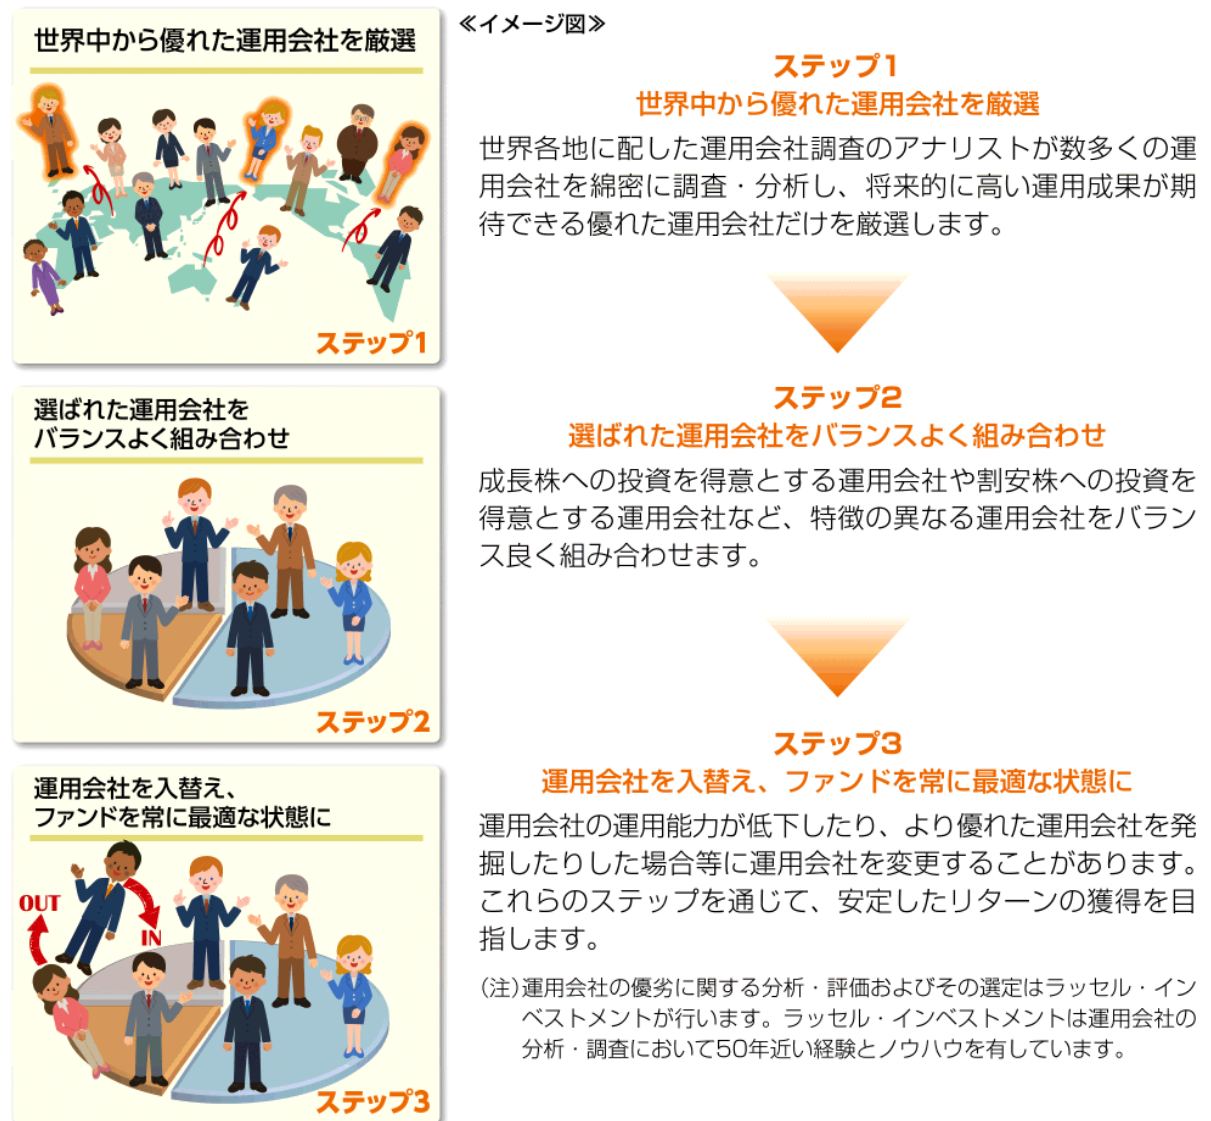 世界中から優れた運用会社を厳選
ステップ1
≪イメージ図≫
ステップ1
世界中から優れた運用会社を厳選
世界各地に配した運用会社調査のアナリストが数多くの運
用会社を綿密に調査・分析し、将来的に高い運用成果が期
待できる優れた運用会社だけを厳選します。
選ばれた運用会社を
バランスよく組み合わせ
ステップ2
ステップ2
選ばれた運用会社をバランスよく組み合わせ
成長株への投資を得意とする運用会社や割安株への投資を
得意とする運用会社など、特徴の異なる運用会社をバラン
ス良く組み合わせます。
運用会社を入替え、
ファンドを常に最適な状態に
OUT
IN
ステップ3
ステップ3
運用会社を入替え、ファンドを常に最適な状態に
運用会社の運用能力が低下したり、より優れた運用会社を発
掘したりした場合等に運用会社を変更することがあります。
これらのステップを通じて、安定したリターンの獲得を目
指します。
（注）運用会社の優劣に関する分析・評価およびその選定はラッセル・イン
ベストメントが行います。ラッセル・インベストメントは運用会社の
分析・調査において50年近い経験とノウハウを有しています。